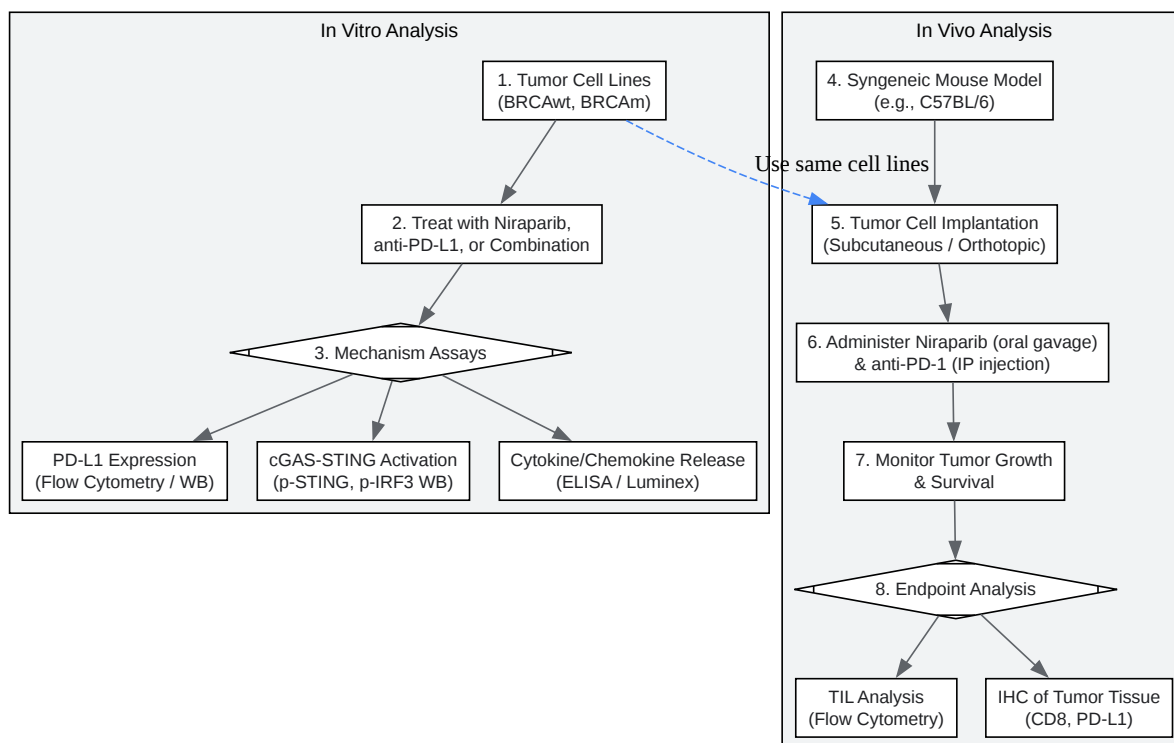 In Vitro Analysis
1. Tumor Cell Lines
(BRCAwt, BRCAm)
2. Treat with Niraparib,
anti-PD-L1, or Combination
3. Mechanism Assays
PD-L1 Expression
(Flow Cytometry / WB)
cGAS-STING Activation
(p-STING, p-IRF3 WB)
Cytokine/Chemokine Release
(ELISA / Luminex)
Use same cell lines
In Vivo Analysis
4. Syngeneic Mouse Model
(e.g., C57BL/6)
5. Tumor Cell Implantation
(Subcutaneous / Orthotopic)
6. Administer Niraparib (oral gavage)
& anti-PD-1 (IP injection)
7. Monitor Tumor Growth
& Survival
8. Endpoint Analysis
TIL Analysis
(Flow Cytometry)
IHC of Tumor Tissue
(CD8, PD-L1)